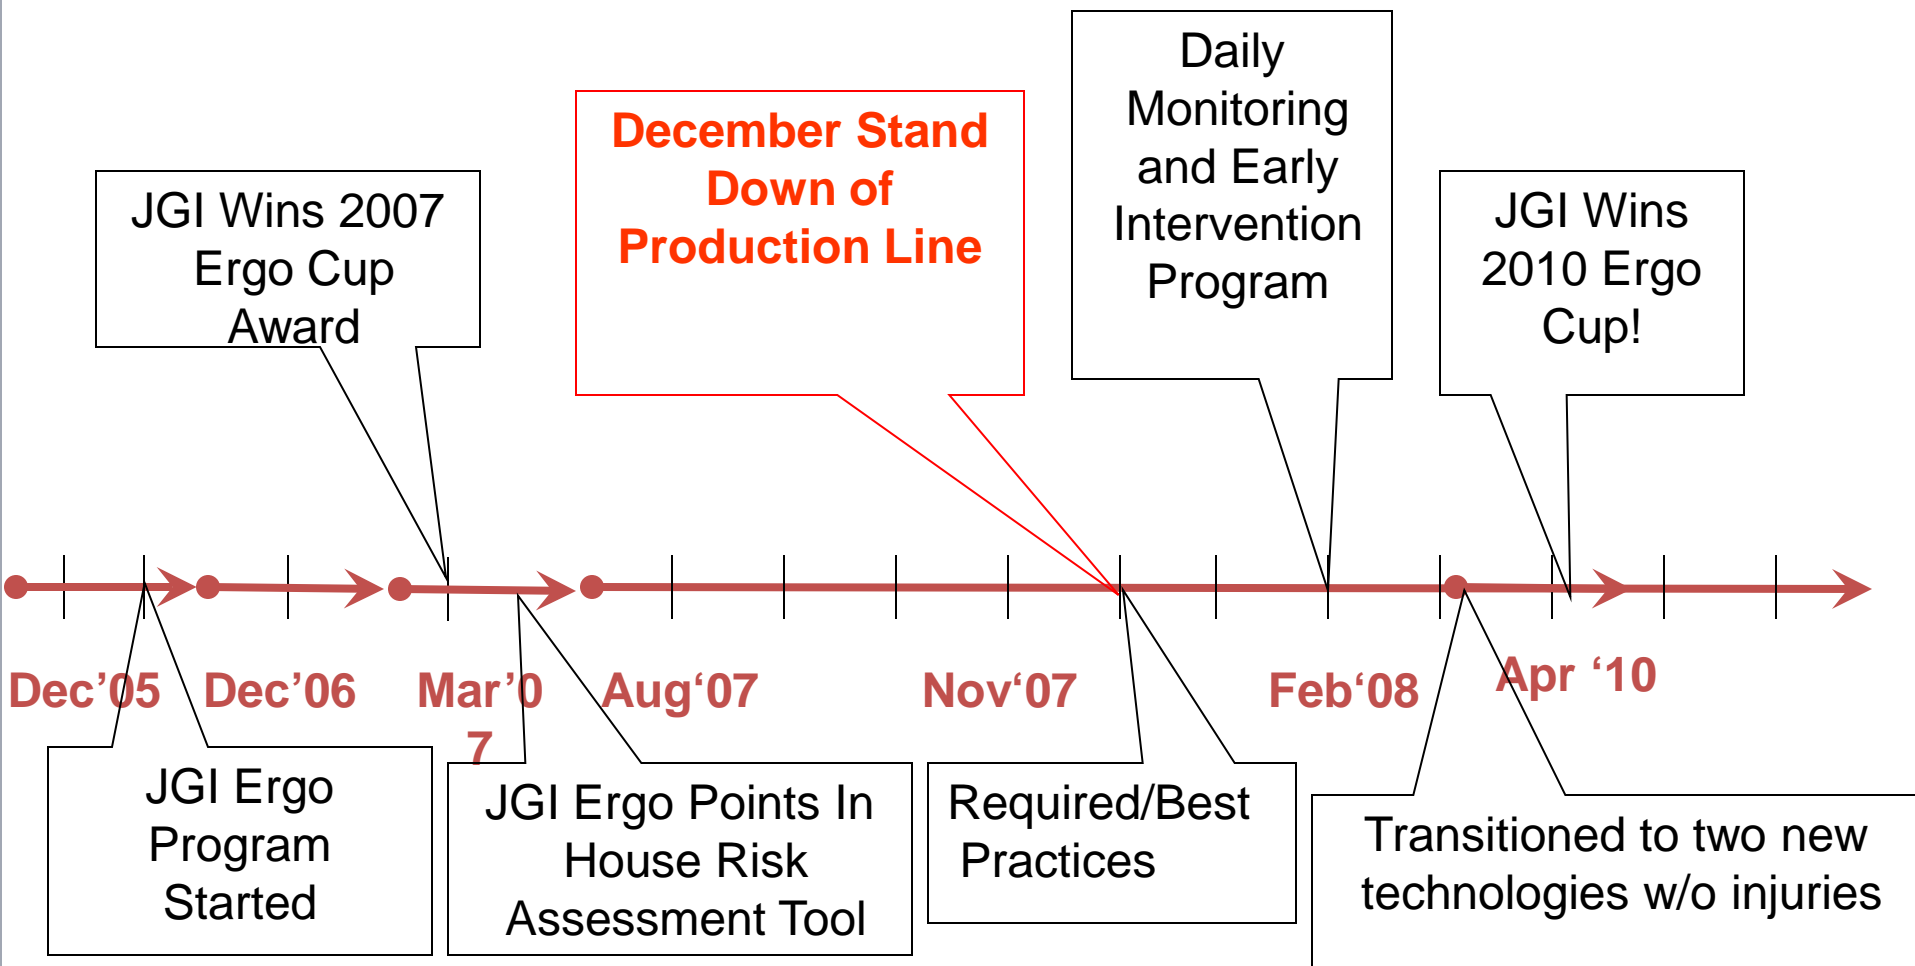 Daily
Monitoring
and Early
Intervention
Program
December Stand
Down of
Production Line
JGI Wins 2007
Ergo Cup
Award
JGI Wins
2010 Ergo
Cup!
Dec’05
Dec’06
Mar’0
7
Aug‘07
Nov‘07
Feb‘08
Apr ‘10
JGI Ergo
Program
Started
JGI Ergo Points In
House Risk
Assessment Tool
Required/Best
Practices
Transitioned to two new
technologies w/o injuries